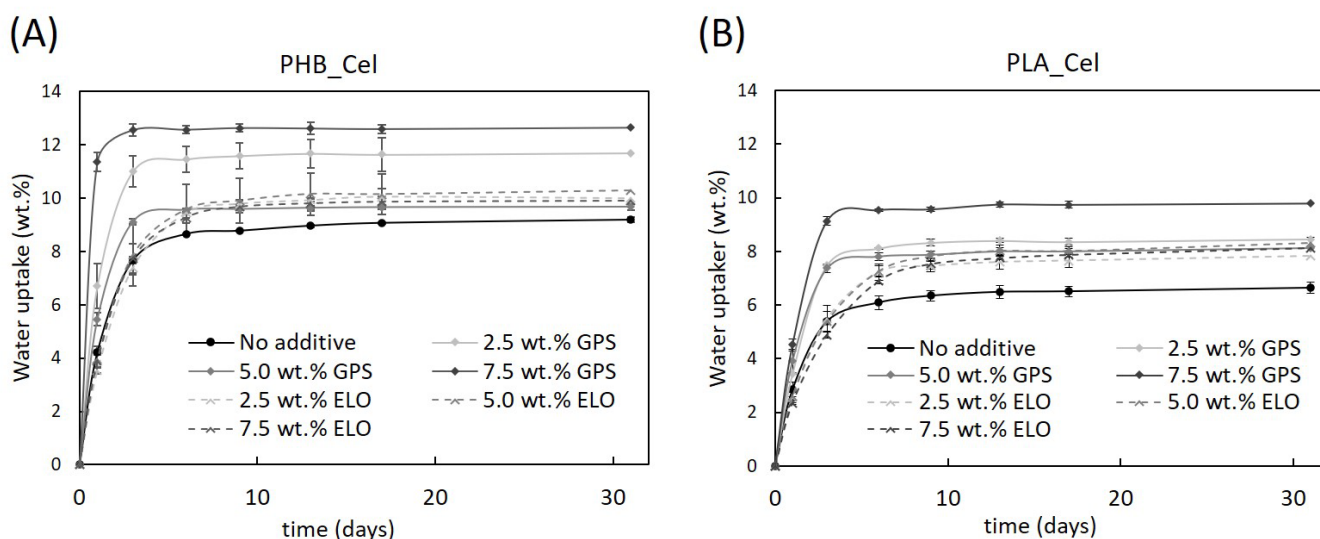 (A)
PHB_Cel
Water uptake (wt.%)
14
12
10
8
6
4
2
0
No additive
2.5 wt.% GPS
5.0 wt.% GPS
7.5 wt.% GPS
2.5 wt.% ELO
5.0 wt.% ELO
7.5 wt.% ELO
0
10
20
30
time (days)
(B)
PLA_Cel
Water uptaker (wt.%)
14
12
10
8
6
4
2
0
No additive
2.5 wt.% GPS
5.0 wt.% GPS
7.5 wt.% GPS
2.5 wt.% ELO
5.0 wt.% ELO
7.5 wt.% ELO
0
10
20
30
time (days)